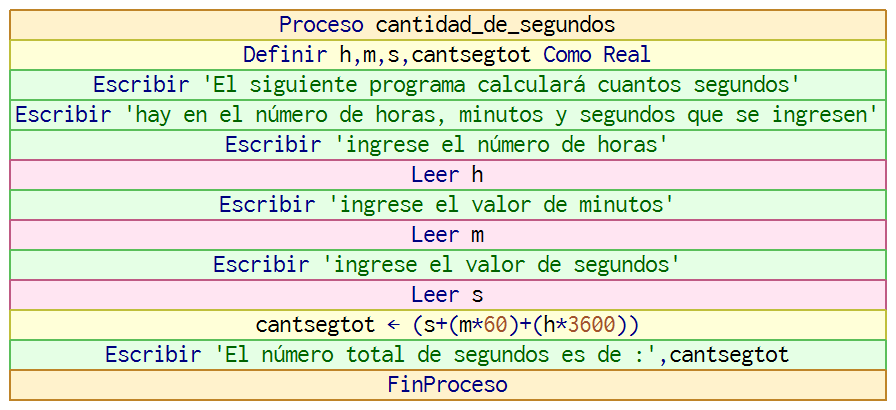 Proceso cantidad_de_segundos
Definir h,m,s,cantsegtot Como Real
Escribir 'El siguiente programa calculará cuantos segundos'
Escribir 'hay en el número de horas, minutos y segundos que se ingresen'
Escribir 'ingrese el número de horas'
Leer h
Escribir 'ingrese el valor de minutos'
Leer m
Escribir 'ingrese el valor de segundos'
Leer s
cantsegtot ← (s+(m*60)+(h*3600))
Escribir 'El número total de segundos es de :',cantsegtot
FinProceso